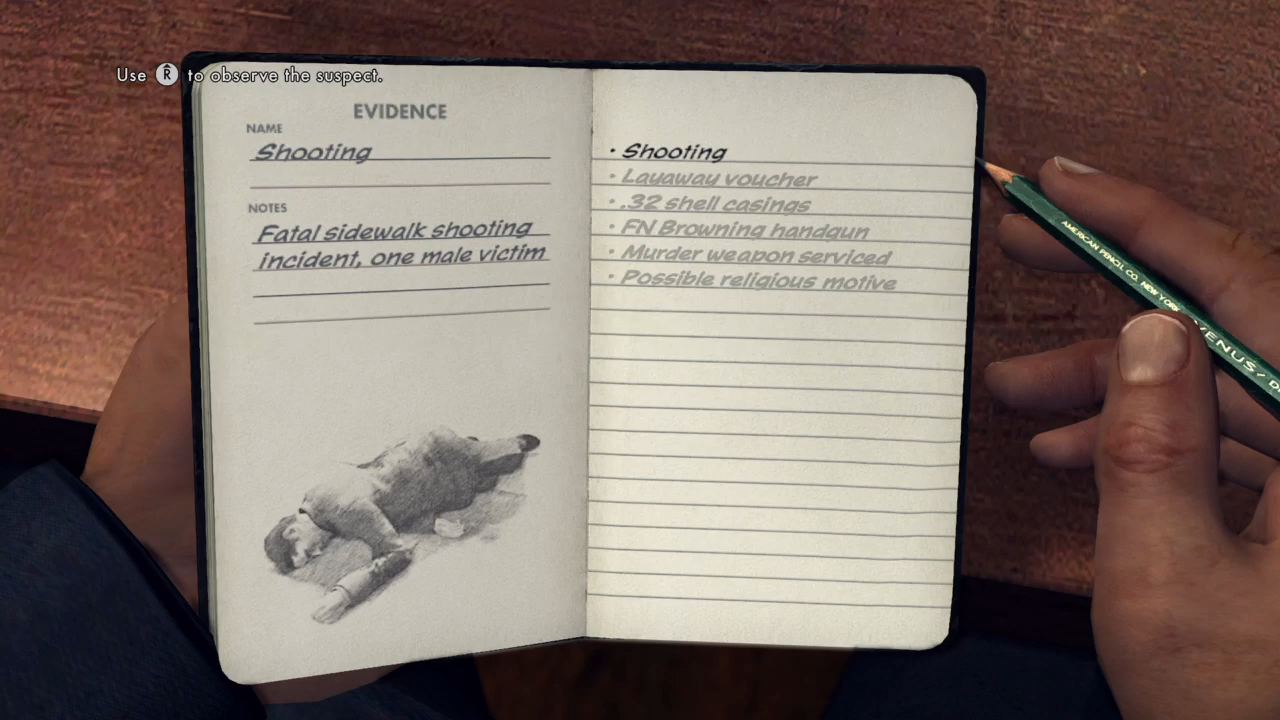 Use R to observe the suspect.
EVIDENCE
NAME
Shooting
NOTES
Fatal sidewalk shooting
incident, one male victim
· Shooting
· Layaway voucher
· .32 shell casings
· FN Browning handgun
· Murder weapon serviced
· Possible religious motive
AMERICAN PENCIL CO. NEW YORK
VENUS